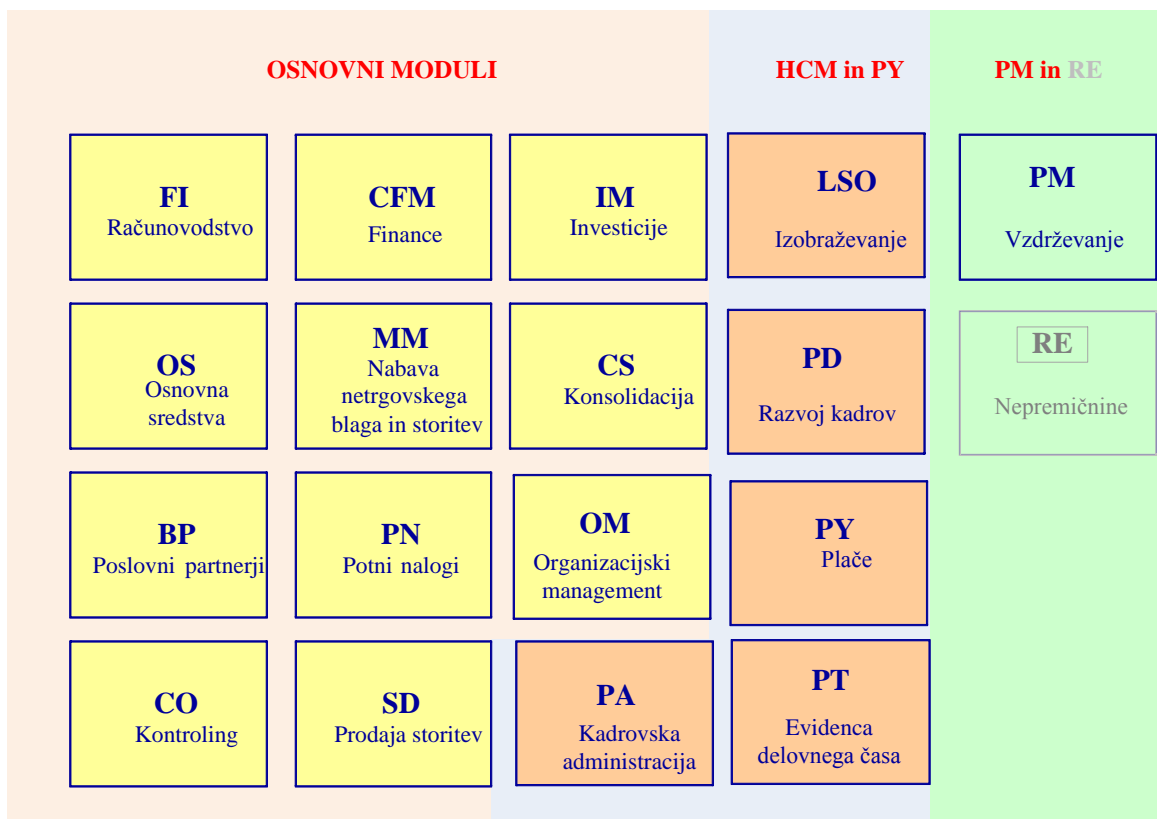 OSNOVNI MODULI
HCM in PY
PM in RE
FI
Računovodstvo
CFM
Finance
IM
Investicije
LSO
Izobraževanje
PM
Vzdrževanje
OS
Osnovna
sredstva
MM
Nabava
netrgovskega
blaga in storitev
CS
Konsolidacija
PD
Razvoj kadrov
RE
Nepremičnine
BP
Poslovni partnerji
PN
Potni nalogi
OM
Organizacijski
management
PY
Plače
CO
Kontroling
SD
Prodaja storitev
PA
Kadrovska
administracija
PT
Evidenca
delovnega časa